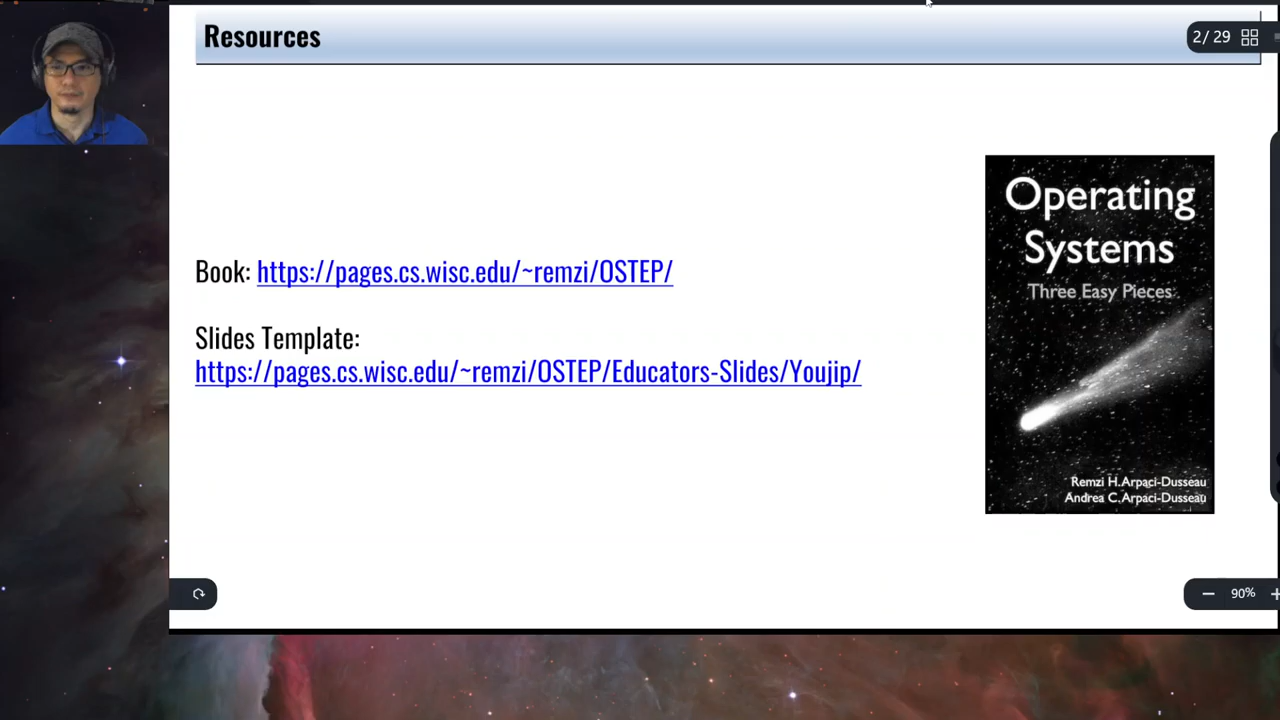 Resources
2/ 29
Operating
Systems
Three Easy Pieces
Book: https://pages.cs.wisc.edu/~remzi/OSTEP/
Slides Template:
https://pages.cs.wisc.edu/~remzi/OSTEP/Educators-Slides/Youjip/
Remzi H.Arpaci-Dusseau
Andrea C.Arpaci-Dusseau
90%